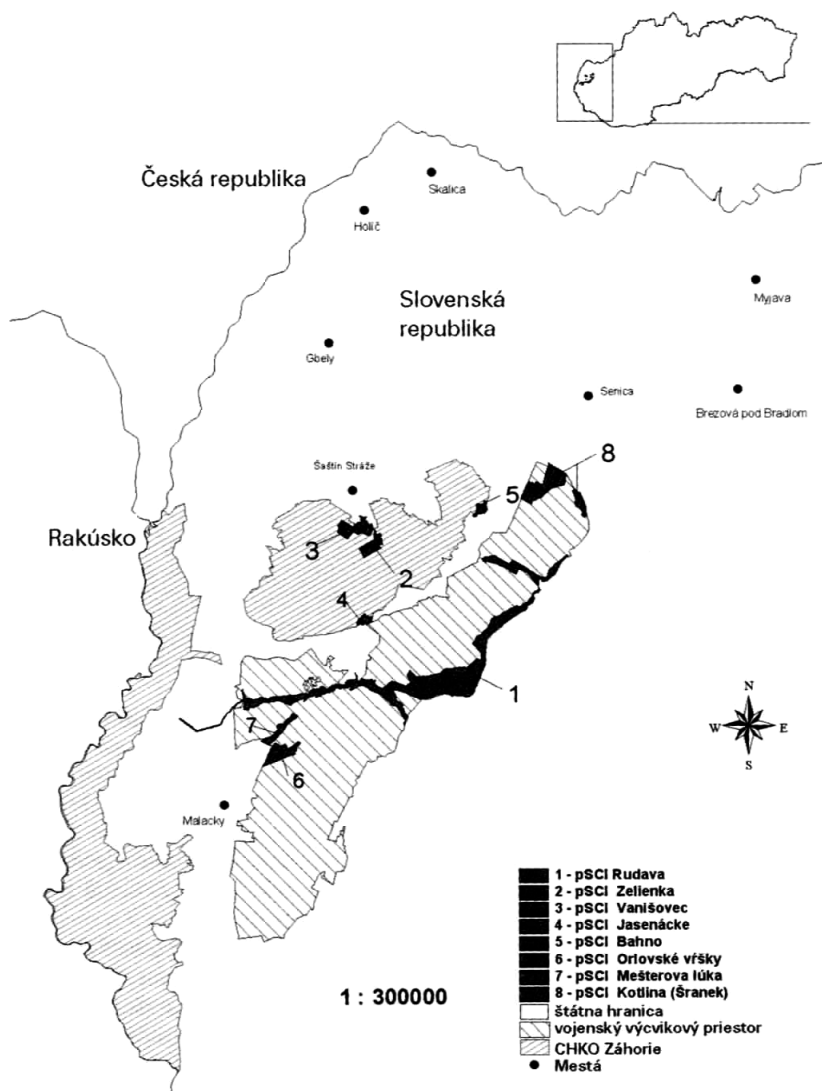 Česká republika
Skalica
Holíč
Slovenská
republika
Myjava
Gbely
Senica
Brezová pod Bradlom
Šaštín Stráže
8
5
Rakúsko
3
2
4
1
N
W
E
S
7
6
Malacky
1 - pSCI Rudava
2 - pSCI Zelienka
3 - pSCI Vanišovec
4 - pSCI Jasenácke
5 - pSCI Bahno
6 - pSCI Orlovské vŕšky
7 - pSCI Mešterova lúka
8 - pSCI Kotlina (Šranek)
štátna hranica
vojenský výcvikový priestor
CHKO Záhorie
Mestá
1 : 300000